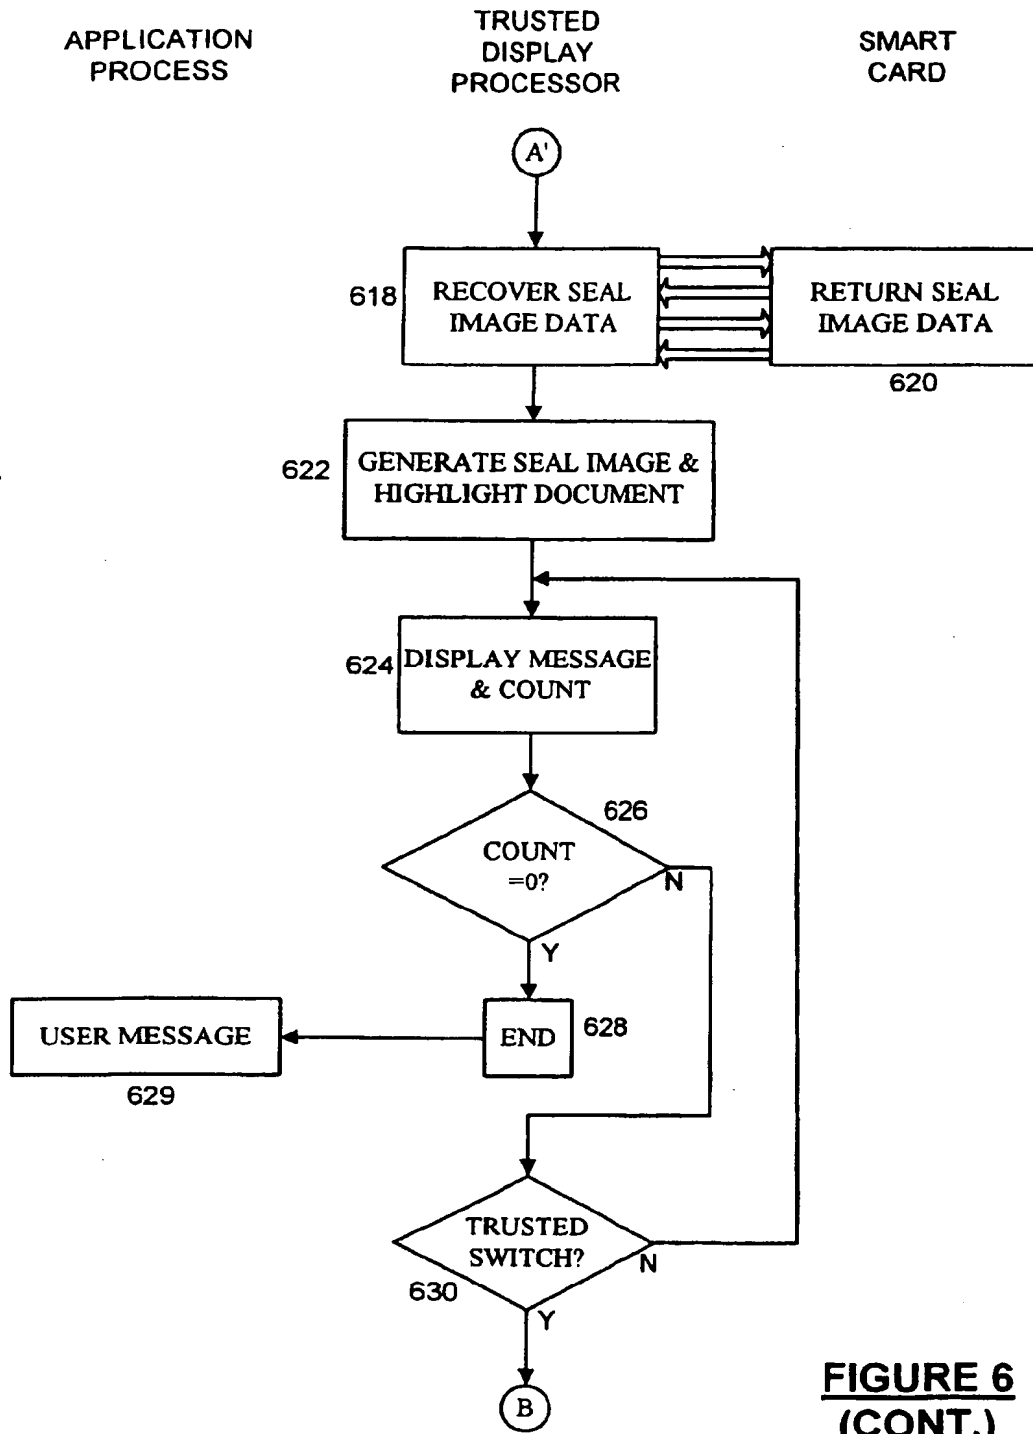 APPLICATION
PROCESS
TRUSTED
DISPLAY
PROCESSOR
SMART
CARD
A'
618
RECOVER SEAL
IMAGE DATA
RETURN SEAL
IMAGE DATA
620
622
GENERATE SEAL IMAGE &
HIGHLIGHT DOCUMENT
624
DISPLAY MESSAGE
& COUNT
626
COUNT
=0?
N
Y
USER MESSAGE
629
END
628
TRUSTED
SWITCH?
N
630
Y
B
FIGURE 6
(CONT.)